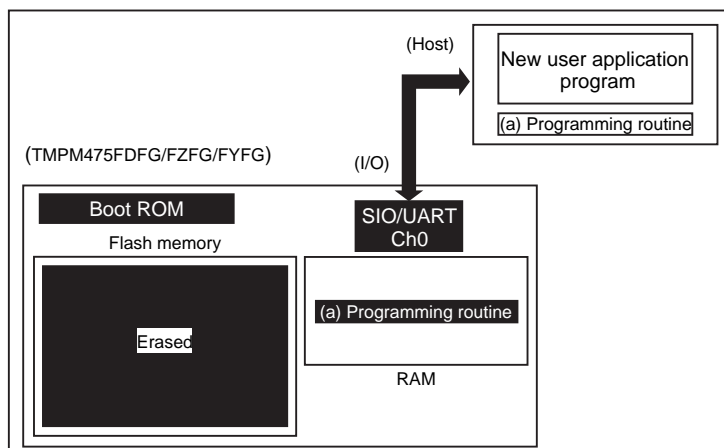 (Host)
New user application
program
(a) Programming routine
(TMPM475FDFG/FZFG/FYFG)
(I/O)
Boot ROM
SIO/UART
Ch0
Flash memory
(a) Programming routine
Erased
RAM